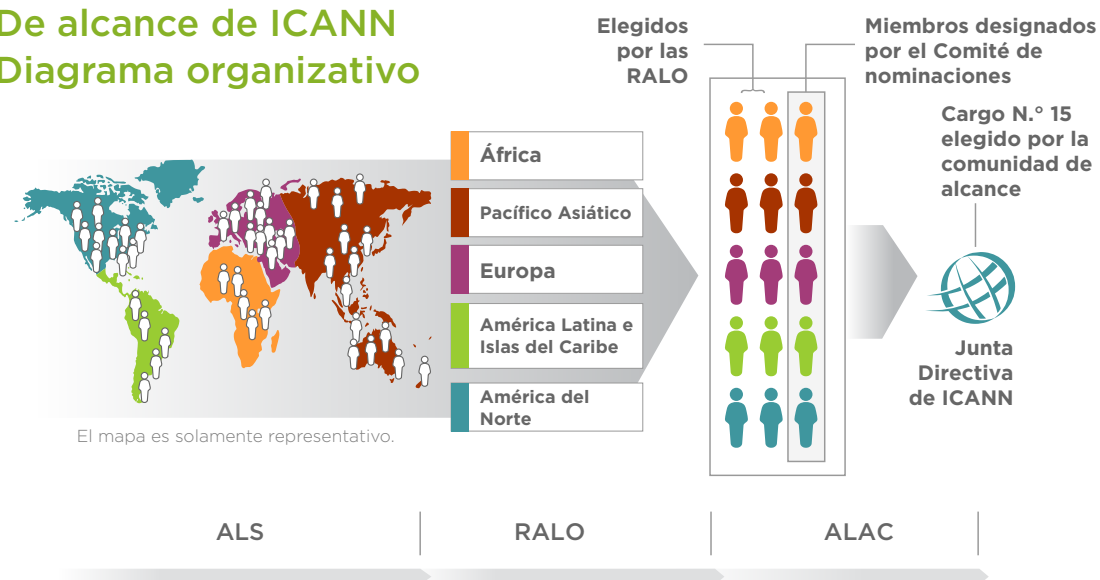 De alcance de ICANN
Diagrama organizativo
Elegidos
por las
RALO
Miembros designados
por el Comité de
nominaciones
Cargo N.° 15
elegido por la
comunidad de
alcance
África
Pacífico Asiático
Europa
América Latina e
Islas del Caribe
América del
Norte
Junta
Directiva
de ICANN
El mapa es solamente representativo.
ALS
RALO
ALAC